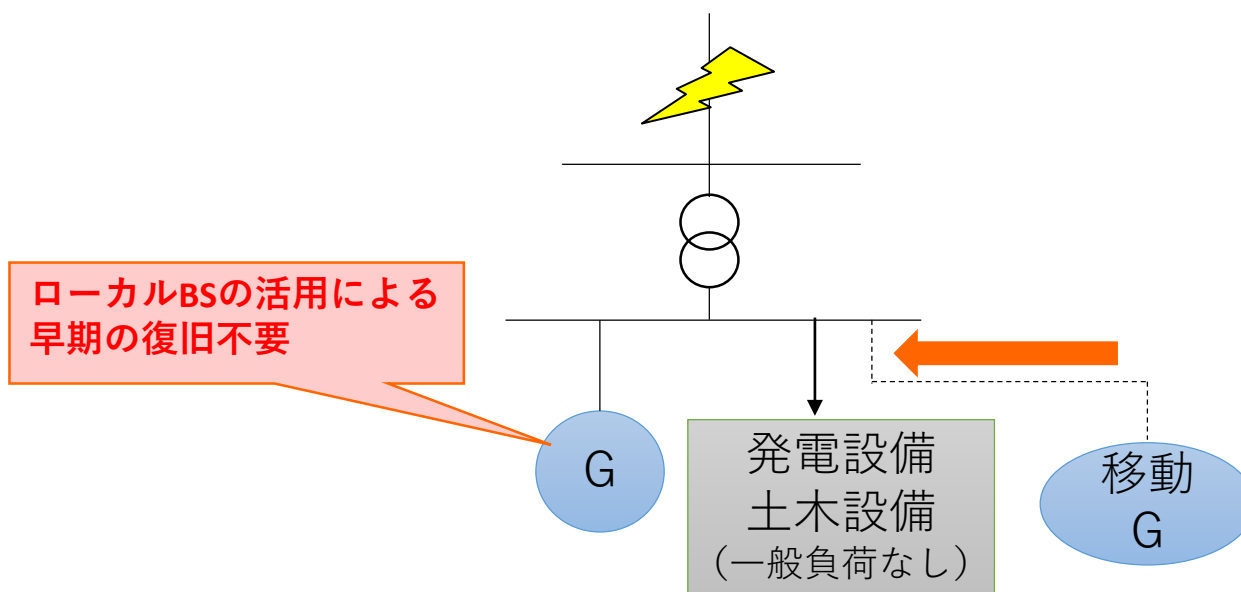 ローカルBSの活用による
早期の復旧不要
G
発電設備
土木設備
（一般負荷なし）
移動
G